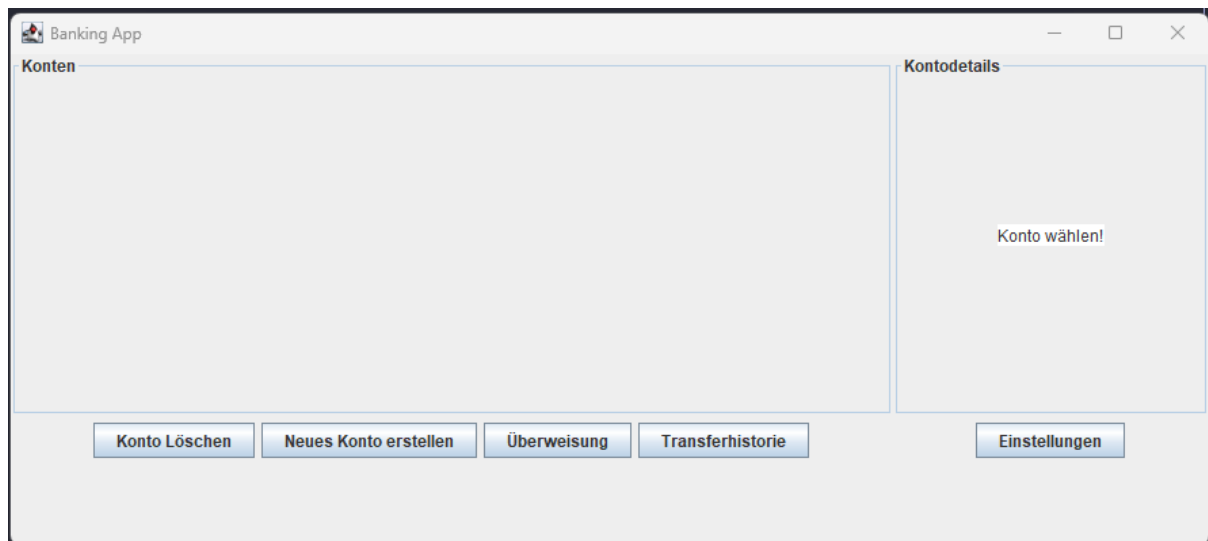 Banking App
Konten
Kontodetails
Konto wählen!
Konto Löschen
Neues Konto erstellen
Überweisung
Transferhistorie
Einstellungen